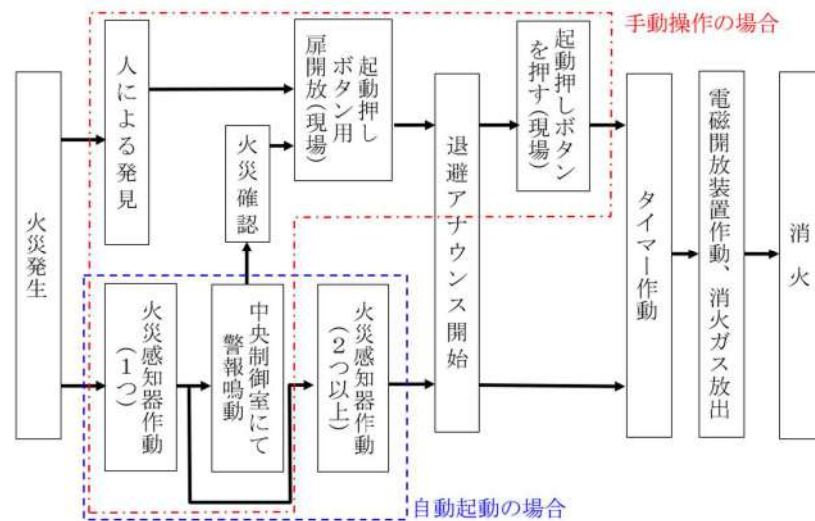 手動操作の場合
火災発生
人による発見
火災確認
起動押し
ボタン用
扉開放(現場)
退避アナウンス開始
起動押しボタン
を押す(現場)
タイマー作動
電磁開放装置作動、消火ガス放出
消火
火災感知器作動
(1つ)
中央制御室にて
警報鳴動
火災感知器作動
(2つ以上)
自動起動の場合